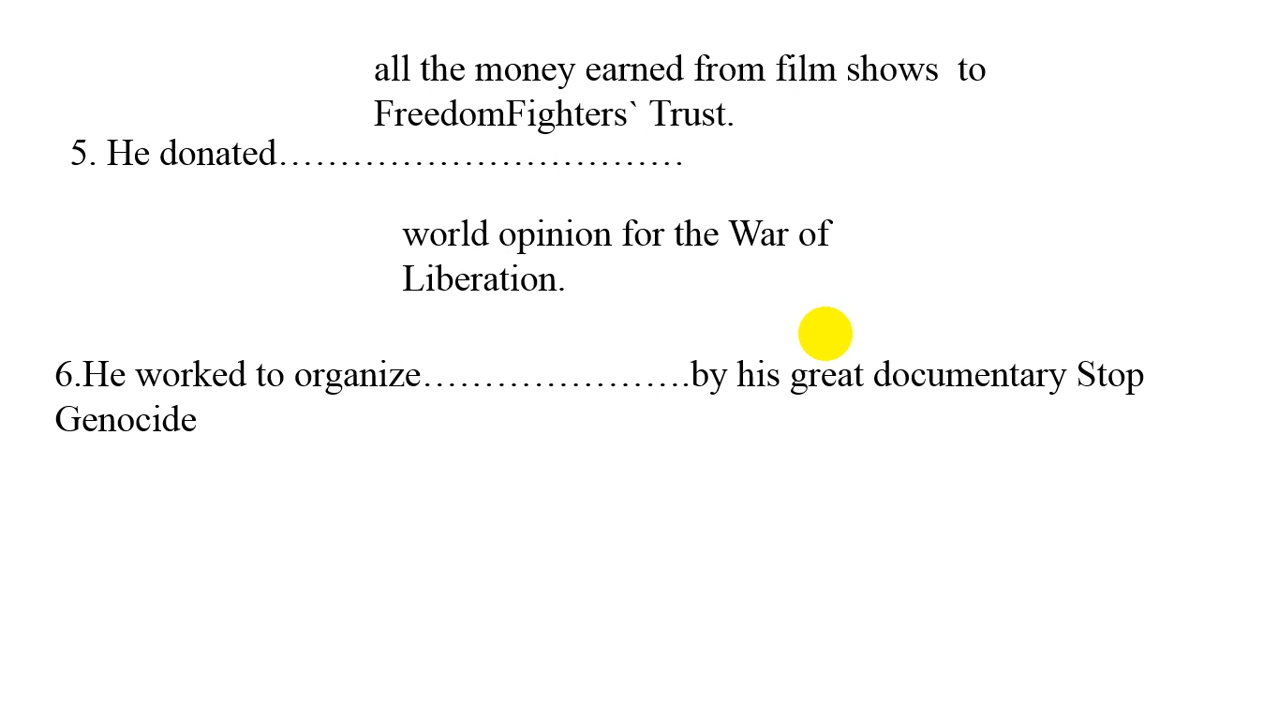 all the money earned from film shows  to
FreedomFighters` Trust.
5. He donated……………………………
world opinion for the War of
Liberation.
6.He worked to organize………………….by his great documentary Stop
Genocide